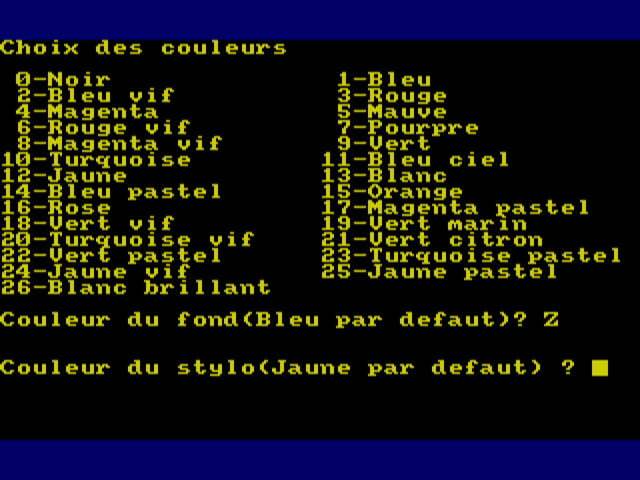 Choix des couleurs
0-Noir 1-Bleu
2-Bleu vif 3-Rouge
4-Magenta 5-Mauve
6-Rouge vif 7-Pourpre
8-Magenta vif 9-Vert
10-Turquoise 11-Bleu ciel
12-Jaune 13-Blanc
14-Bleu pastel 15-Orange
16-Rose 17-Magenta pastel
18-Vert vif 19-Vert marin
20-Turquoise vif 21-Vert citron
22-Vert pastel 23-Turquoise pastel
24-Jaune vif 25-Jaune pastel
26-Blanc brillant
Couleur du fond(Bleu par defaut)? Z
Couleur du stylo(Jaune par defaut) ?